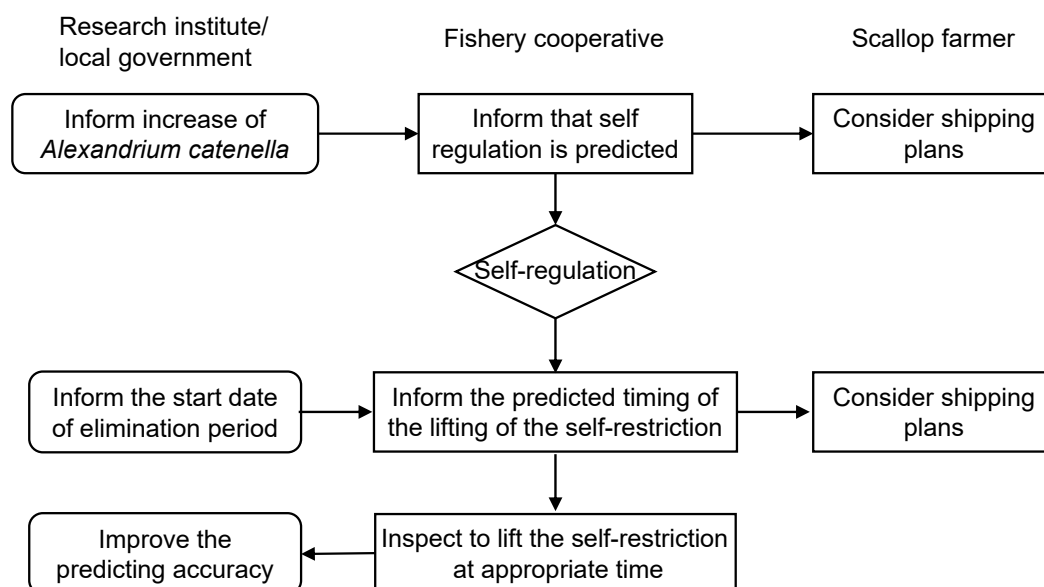 Research institute/
local government
Fishery cooperative
Scallop farmer
Inform increase of
Alexandrium catenella
Inform that self
regulation is predicted
Consider shipping
plans
Self-regulation
Inform the start date
of elimination period
Inform the predicted timing of
the lifting of the self-restriction
Consider shipping
plans
Improve the
predicting accuracy
Inspect to lift the self-restriction
at appropriate time